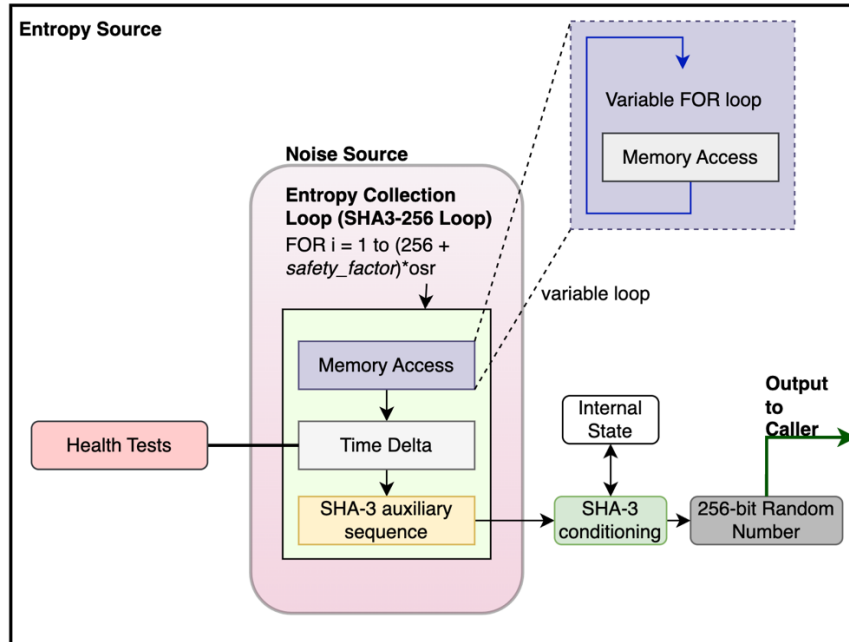 Entropy Source
Variable FOR loop
Memory Access
variable loop
Noise Source
Entropy Collection
Loop (SHA3-256 Loop)
FOR i = 1 to (256 +
safety_factor)*osr
Memory Access
Time Delta
SHA-3 auxiliary
sequence
Health Tests
Internal
State
SHA-3
conditioning
256-bit Random
Number
Output
to
Caller